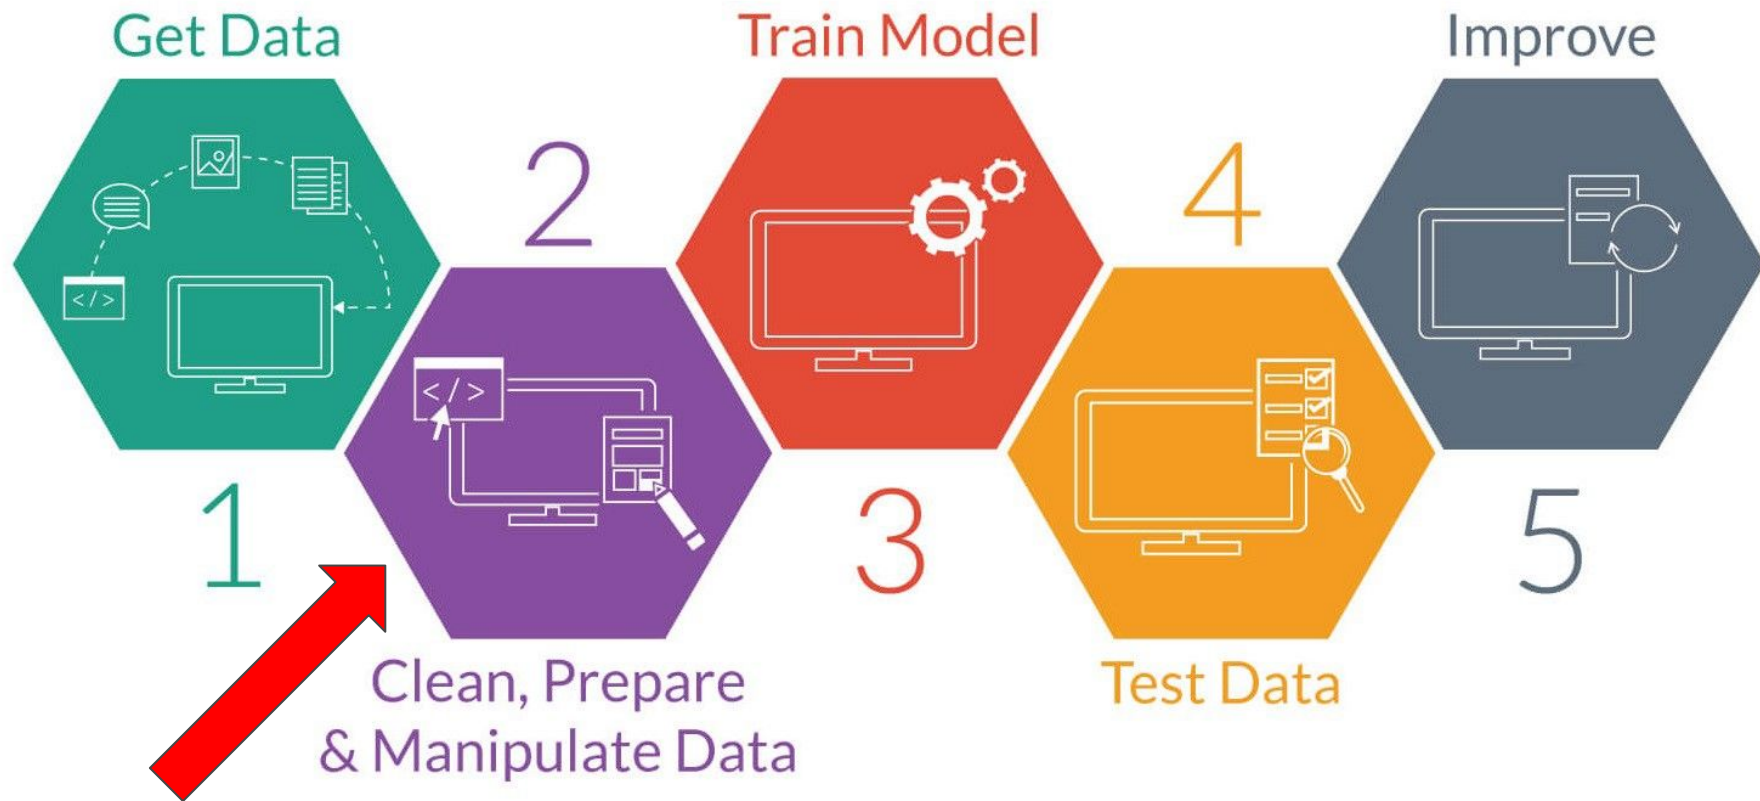 Get Data
Train Model
Improve
2
4
</>
</>
1
3
5
Clean, Prepare
& Manipulate Data
Test Data